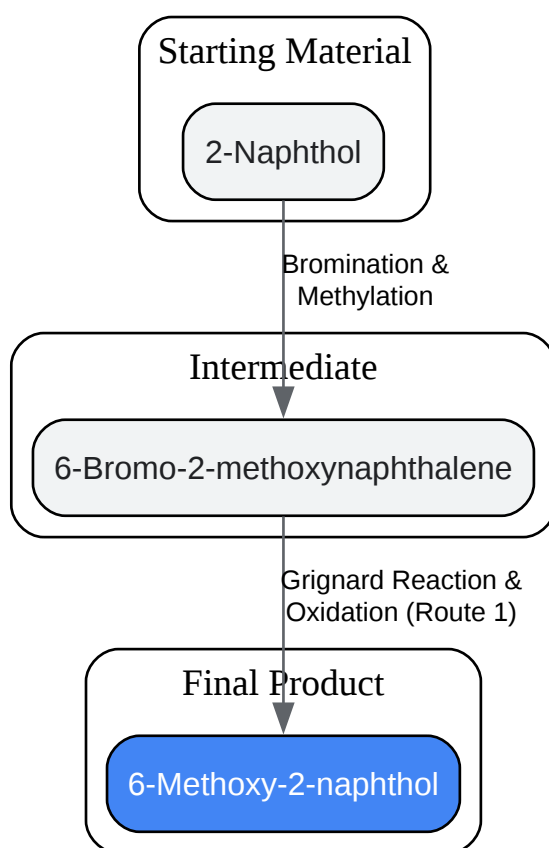 Starting Material
2-Naphthol
Bromination &
Methylation
Intermediate
6-Bromo-2-methoxynaphthalene
Grignard Reaction &
Oxidation (Route 1)
Final Product
6-Methoxy-2-naphthol